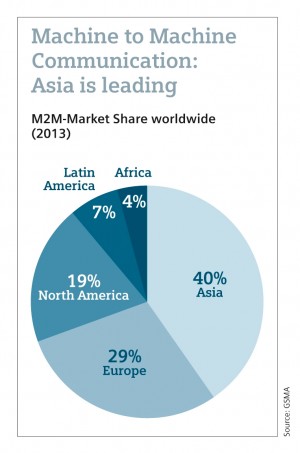 Machine to Machine
Communication:
Asia is leading
M2M-Market Share worldwide
(2013)
Latin
America
Africa
7%
4%
40%
Asia
19%
North America
29%
Europe
Source: GSMA